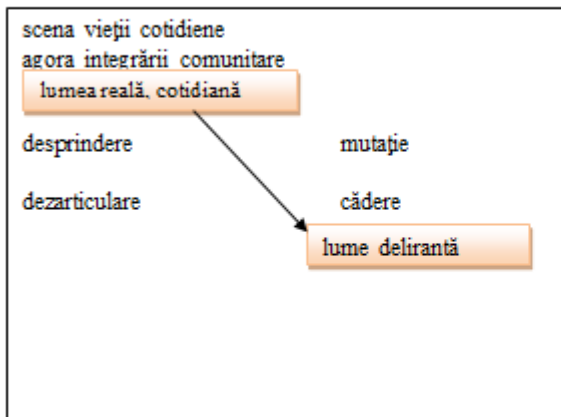 scena vieţii cotidiene
agora integrării comunitare
lumea reală, cotidiană
desprindere mutaţie
dezarticulare cădere
lume delirantă